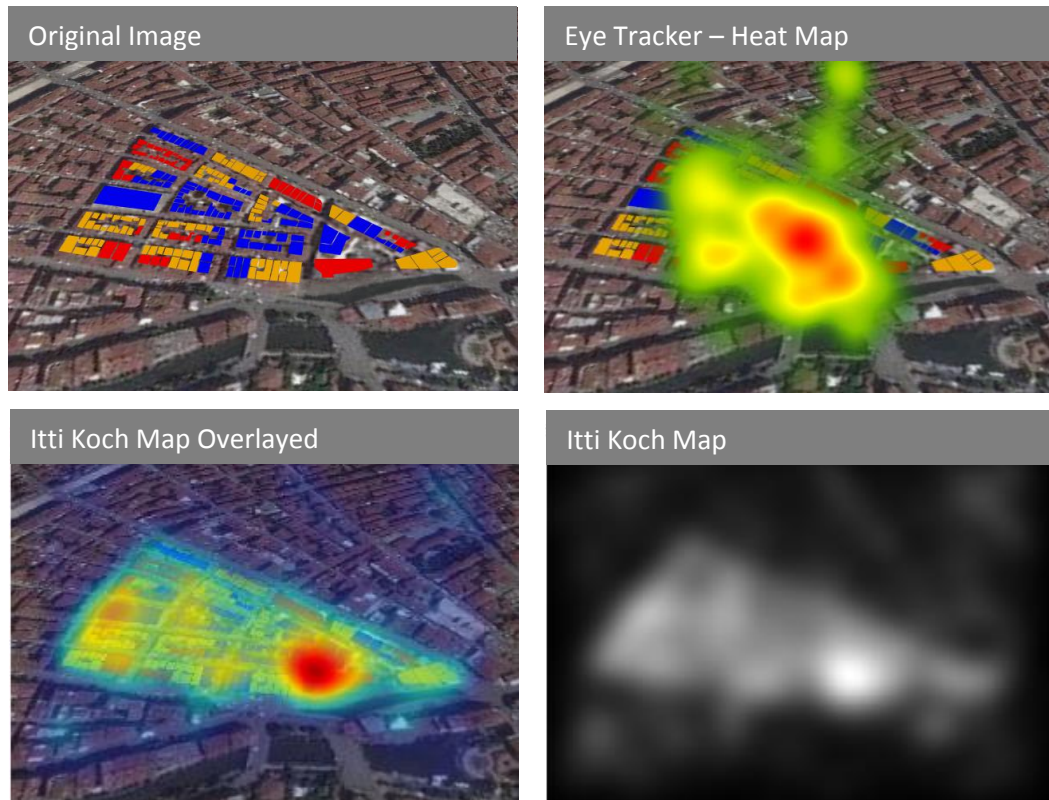 Original Image
Eye Tracker – Heat Map
Itti Koch Map Overlayed
Itti Koch Map